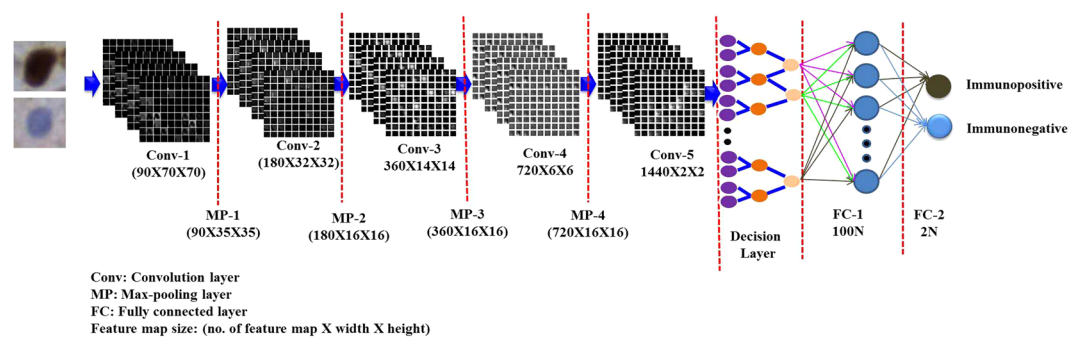 Conv-1
(90X70X70)
Conv-2
(180X32X32)
Conv-3
360X14X14
Conv-4
720X6X6
Conv-5
1440X2X2
Immunopositive
Immunonegative
MP-1
(90X35X35)
MP-2
(180X16X16)
MP-3
(360X16X16)
MP-4
(720X16X16)
Decision
Layer
FC-1
100N
FC-2
2N
Conv: Convolution layer
MP: Max-pooling layer
FC: Fully connected layer
Feature map size: (no. of feature map X width X height)